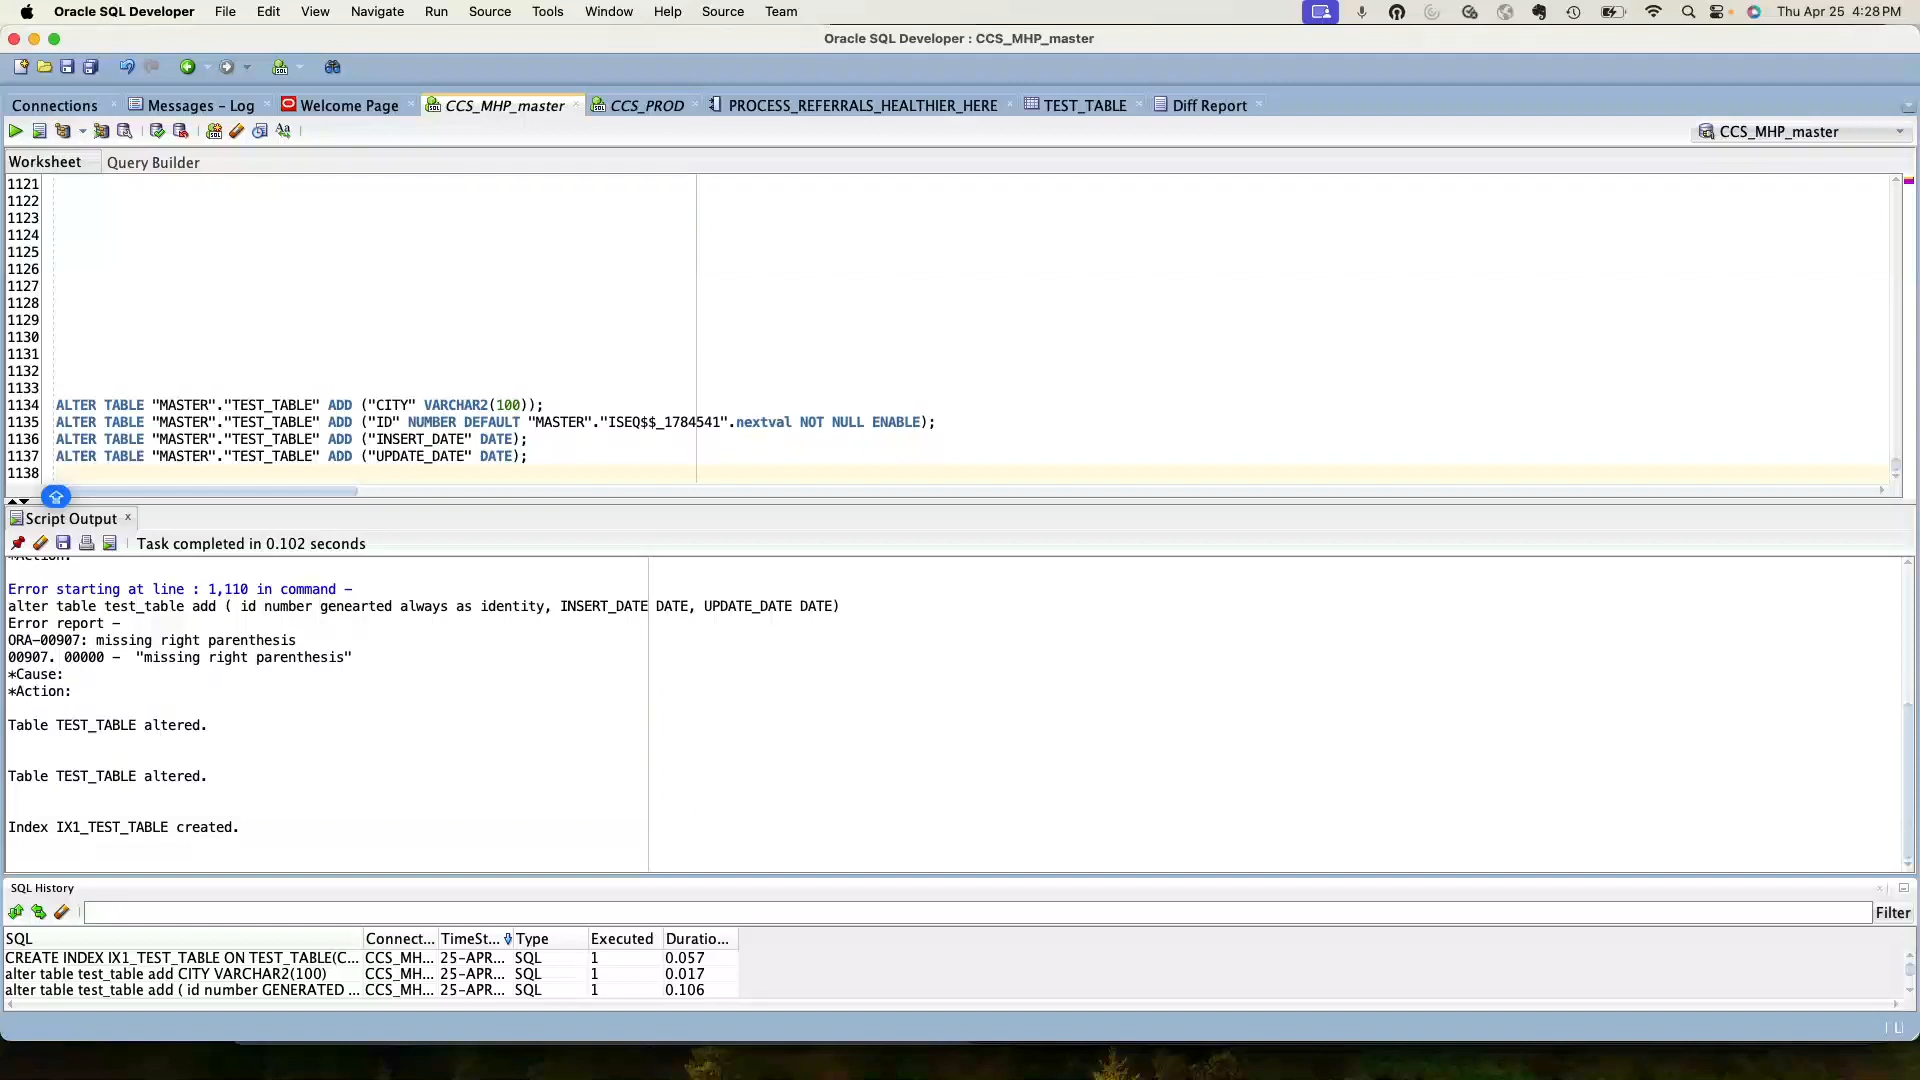 Oracle SQL Developer File Edit View Navigate Run Source Tools Window Help Source Team Thu Apr 25 4:28 PM
Oracle SQL Developer : CCS_MHP_master
Connections Messages - Log Welcome Page CCS_MHP_master CCS_PROD PROCESS_REFERRALS_HEALTHIER_HERE TEST_TABLE Diff Report
CCS_MHP_master
Worksheet Query Builder
1121
1122
1123
1124
1125
1126
1127
1128
1129
1130
1131
1132
1133
1134 ALTER TABLE "MASTER"."TEST_TABLE" ADD ("CITY" VARCHAR2(100));
1135 ALTER TABLE "MASTER"."TEST_TABLE" ADD ("ID" NUMBER DEFAULT "MASTER"."ISEQ$$_1784541".nextval NOT NULL ENABLE);
1136 ALTER TABLE "MASTER"."TEST_TABLE" ADD ("INSERT_DATE" DATE);
1137 ALTER TABLE "MASTER"."TEST_TABLE" ADD ("UPDATE_DATE" DATE);
1138
Script Output
Task completed in 0.102 seconds
*Action:
Error starting at line : 1,110 in command -
alter table test_table add ( id number genearted always as identity, INSERT_DATE DATE, UPDATE_DATE DATE)
Error report -
ORA-00907: missing right parenthesis
00907. 00000 -  "missing right parenthesis"
*Cause:
*Action:
Table TEST_TABLE altered.
Table TEST_TABLE altered.
Index IX1_TEST_TABLE created.
SQL History
Filter
SQL Connect... TimeSt... Type Executed Duratio...
CREATE INDEX IX1_TEST_TABLE ON TEST_TABLE(C... CCS_MH... 25-APR... SQL 1 0.057
alter table test_table add CITY VARCHAR2(100) CCS_MH... 25-APR... SQL 1 0.017
alter table test_table add ( id number GENERATED ... CCS_MH... 25-APR... SQL 1 0.106